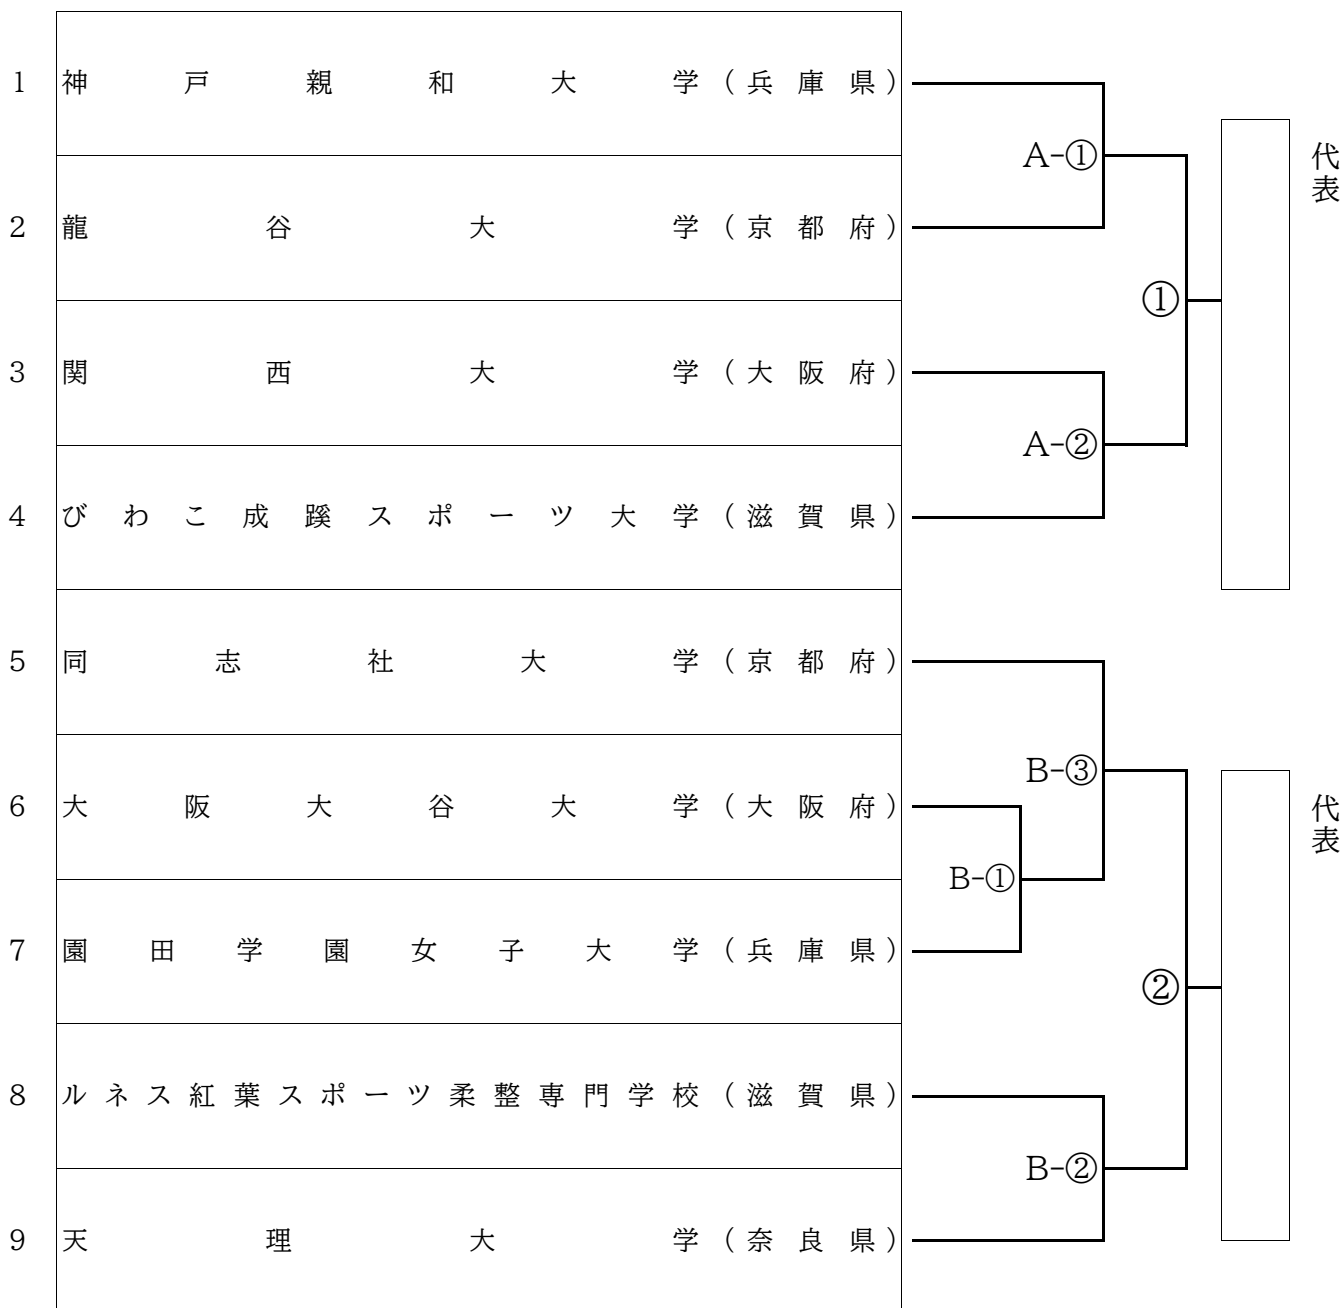 1 神戸親和大学(兵庫県)
A-①
代表
2 龍谷大学(京都府)
①
3 関西大学(大阪府)
A-②
4 びわこ成蹊スポーツ大学(滋賀県)
5 同志社大学(京都府)
B-③
6 大阪大谷大学(大阪府)
代表
B-①
7 園田学園女子大学(兵庫県)
②
8 ルネス紅葉スポーツ柔整専門学校(滋賀県)
B-②
9 天理大学(奈良県)